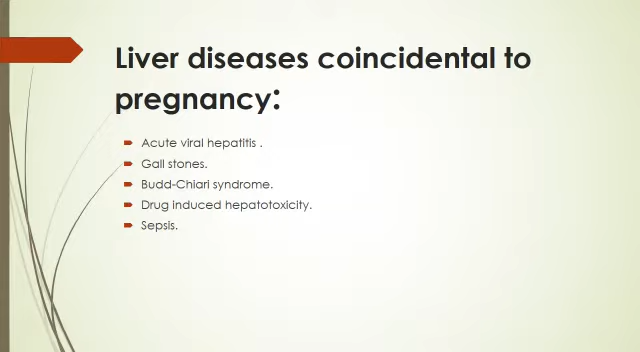 Liver diseases coincidental to
pregnancy:
Acute viral hepatitis .
Gall stones.
Budd-Chiari syndrome.
Drug induced hepatotoxicity.
Sepsis.